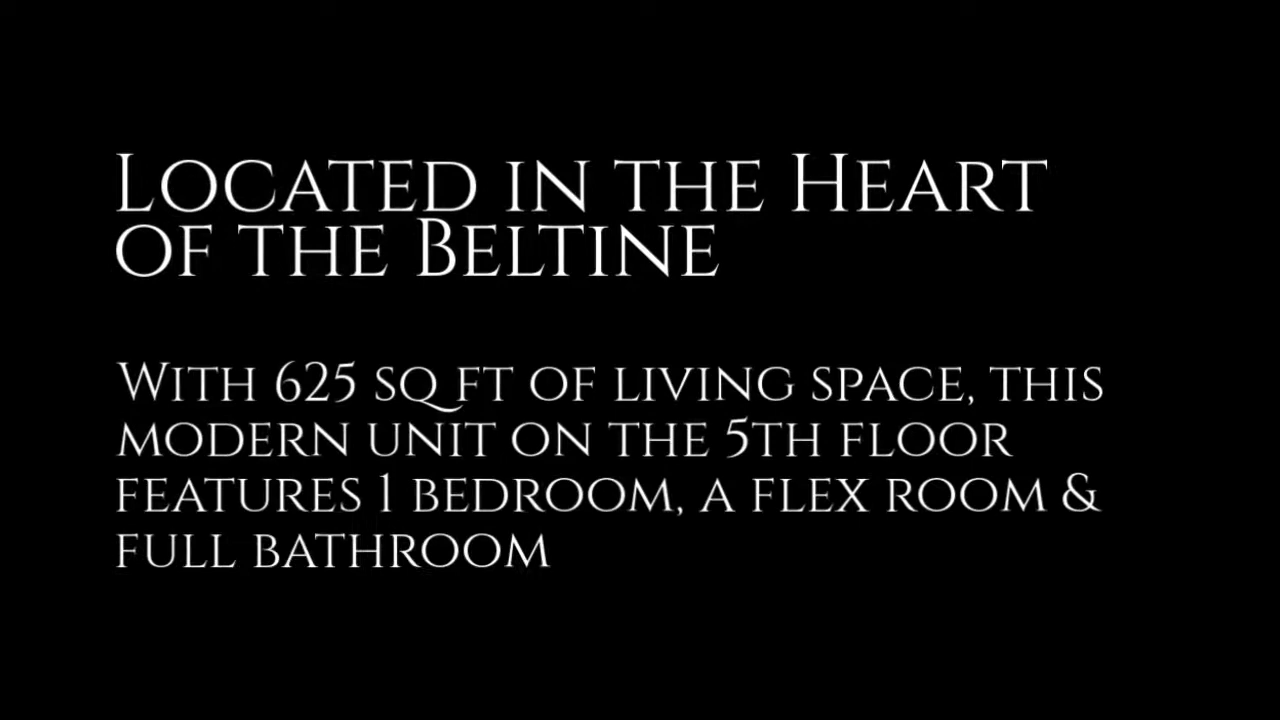 Located in the Heart
of the Beltine
With 625 sq ft of living space, this
modern unit on the 5th floor
features 1 bedroom, a flex room &
full bathroom